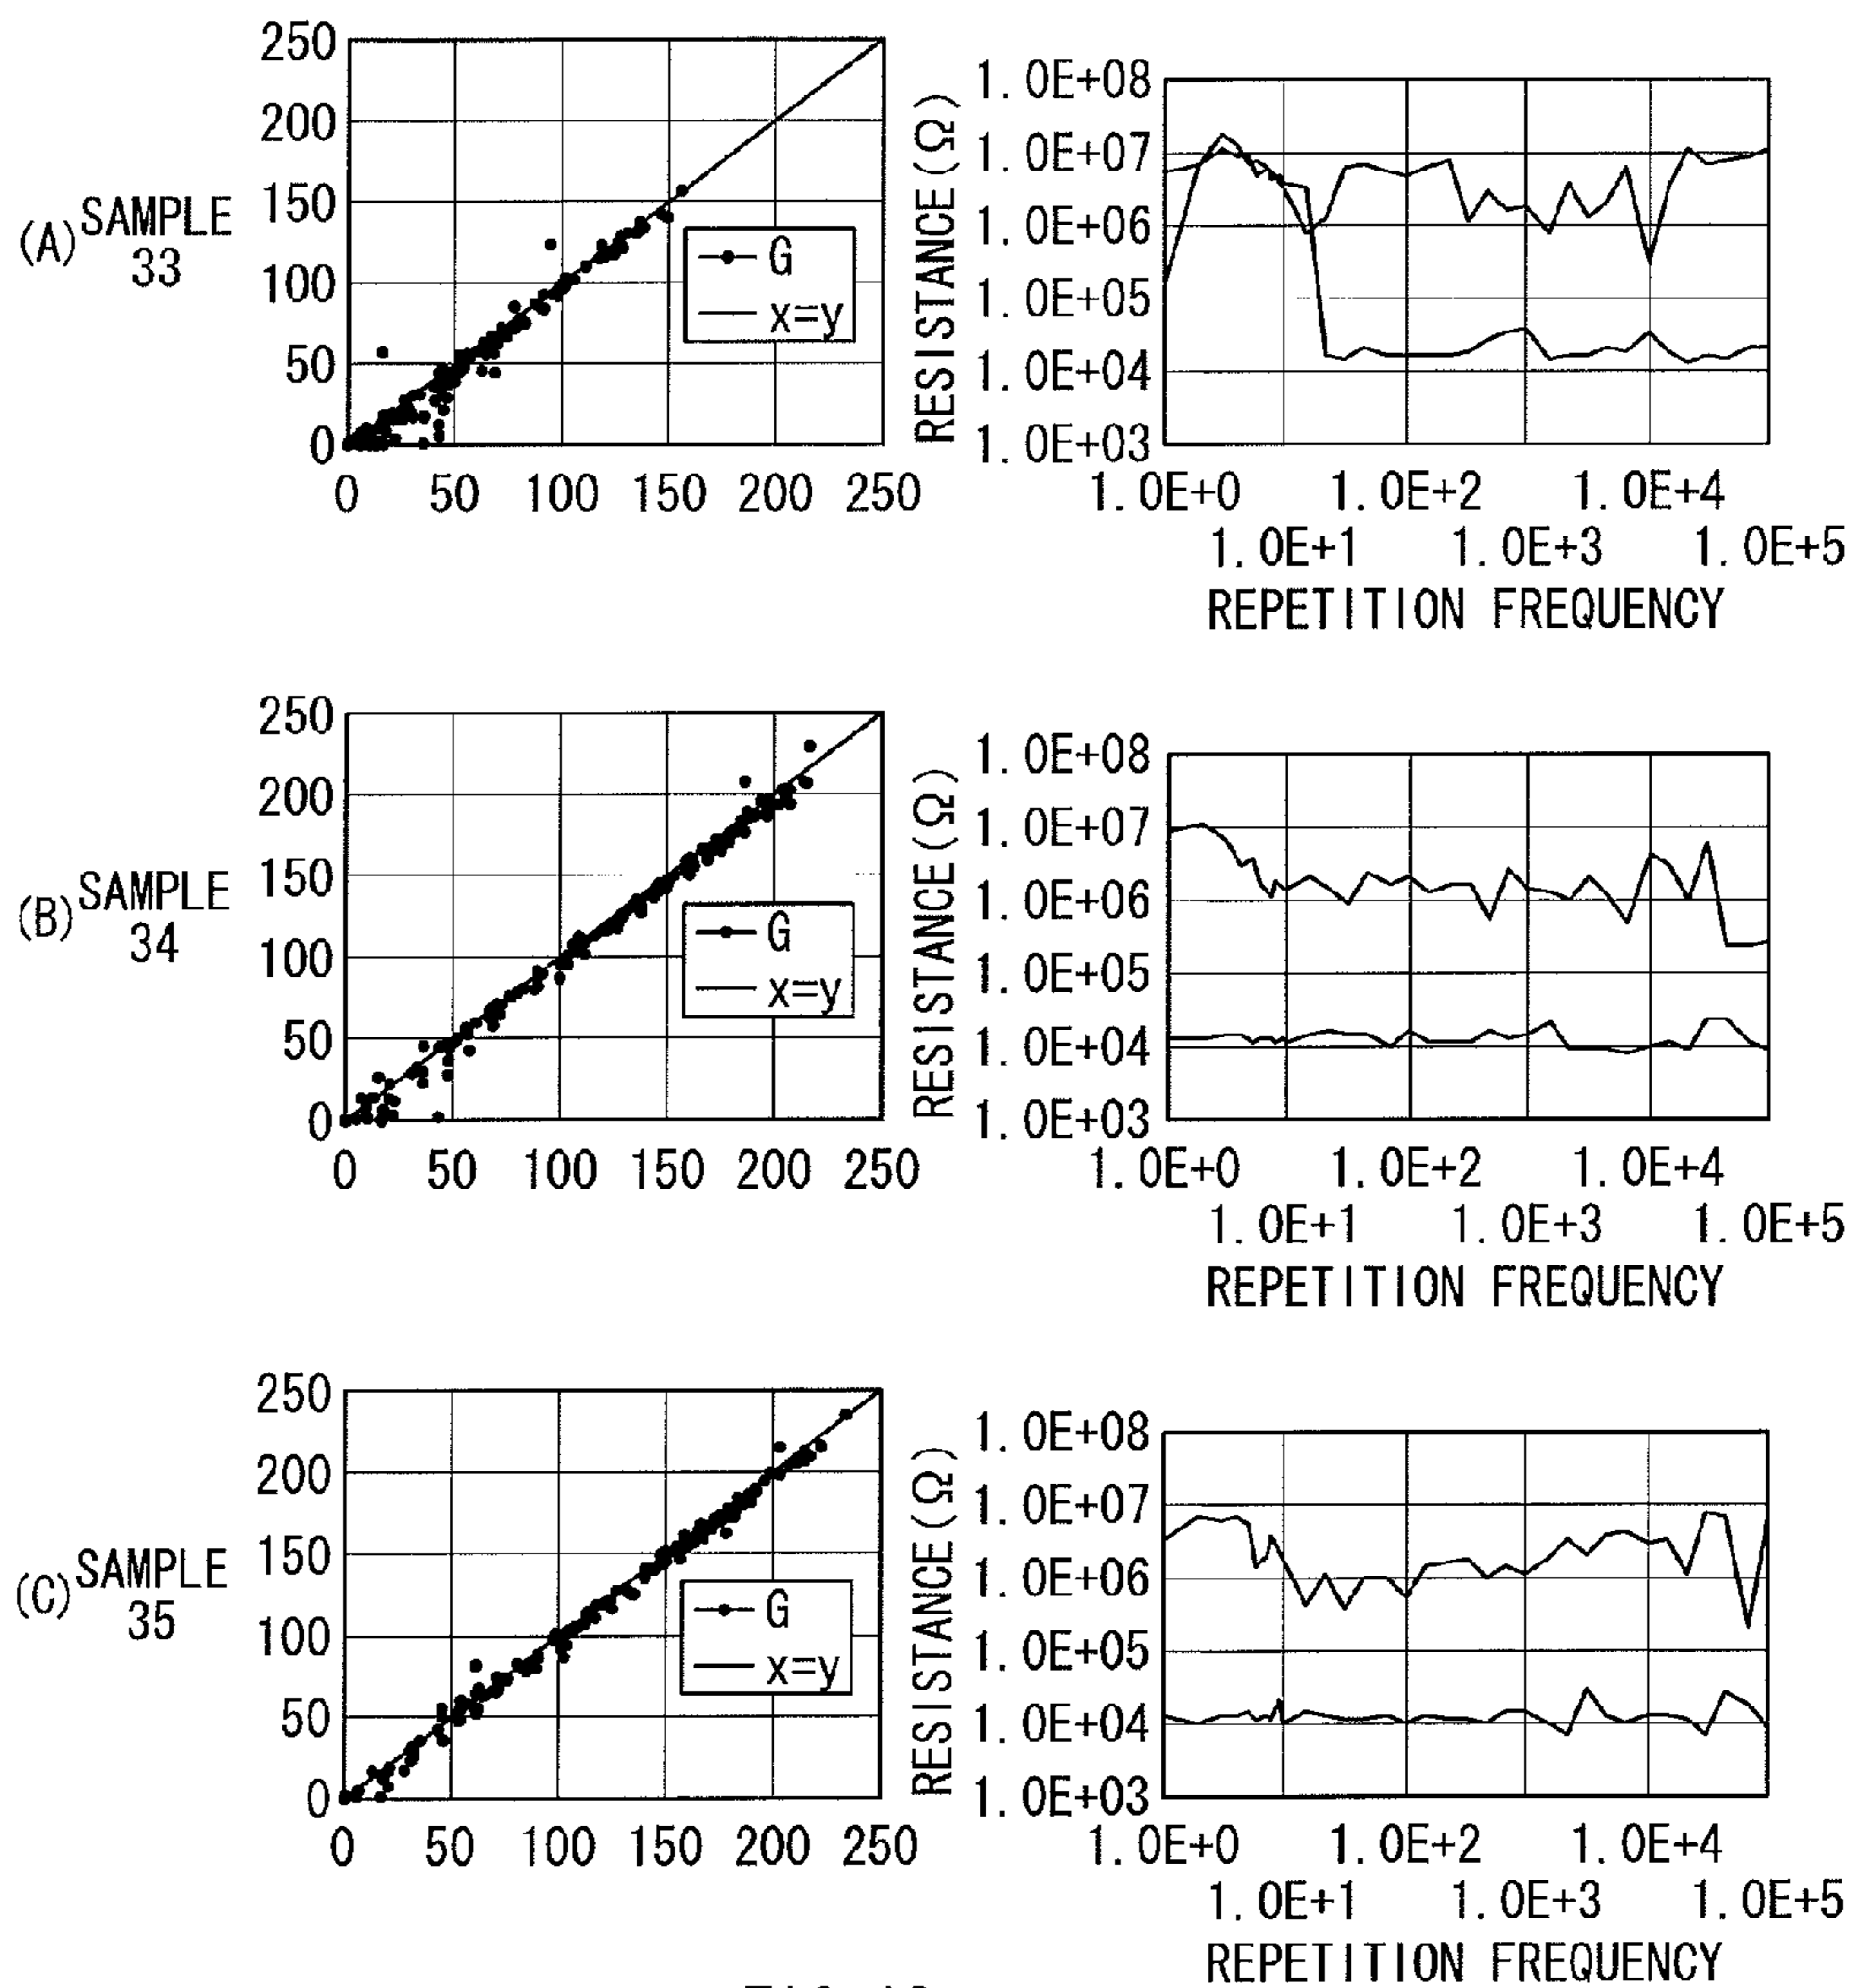 (A) SAMPLE 33
250
200
150
100
50
0
0 50 100 150 200 250
G
x=y
RESISTANCE(Ω)
1.0E+08
1.0E+07
1.0E+06
1.0E+05
1.0E+04
1.0E+03
1.0E+0 1.0E+2 1.0E+4
1.0E+1 1.0E+3 1.0E+5
REPETITION FREQUENCY
(B) SAMPLE 34
250
200
150
100
50
0
0 50 100 150 200 250
G
x=y
RESISTANCE(Ω)
1.0E+08
1.0E+07
1.0E+06
1.0E+05
1.0E+04
1.0E+03
1.0E+0 1.0E+2 1.0E+4
1.0E+1 1.0E+3 1.0E+5
REPETITION FREQUENCY
(C) SAMPLE 35
250
200
150
100
50
0
0 50 100 150 200 250
G
x=y
RESISTANCE(Ω)
1.0E+08
1.0E+07
1.0E+06
1.0E+05
1.0E+04
1.0E+03
1.0E+0 1.0E+2 1.0E+4
1.0E+1 1.0E+3 1.0E+5
REPETITION FREQUENCY